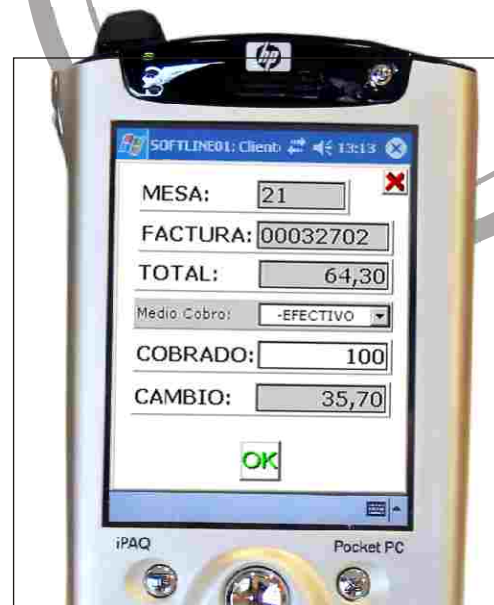 hp
SOFTLINE01: Client 13:13
MESA: 21
FACTURA: 00032702
TOTAL: 64,30
Medio Cobro: -EFECTIVO
COBRADO: 100
CAMBIO: 35,70
OK
iPAQ Pocket PC